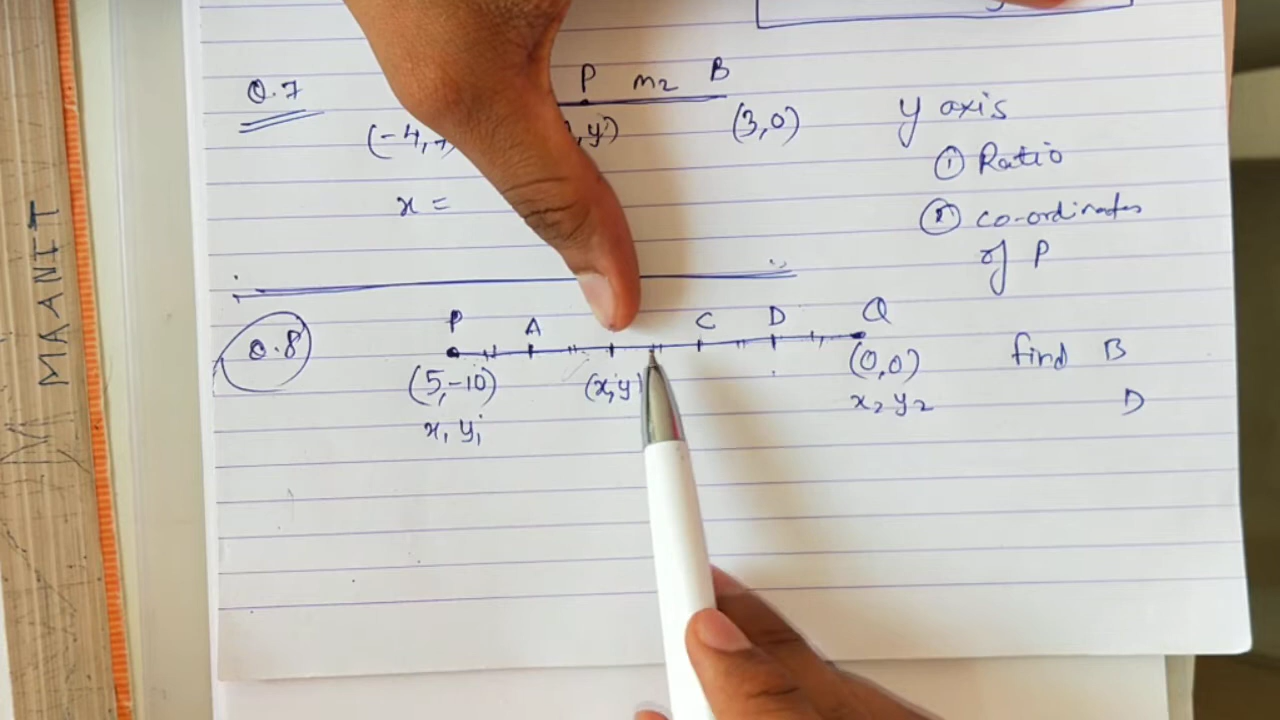 Q.7
P m2 B
(3,0)
x =
y axis
① Ratio
② co-ordinates
of P
Q.8
P A C D Q
(5,-10) (x,y (0,0)
x1 y1 x2 y2
find B
D
MAANIT